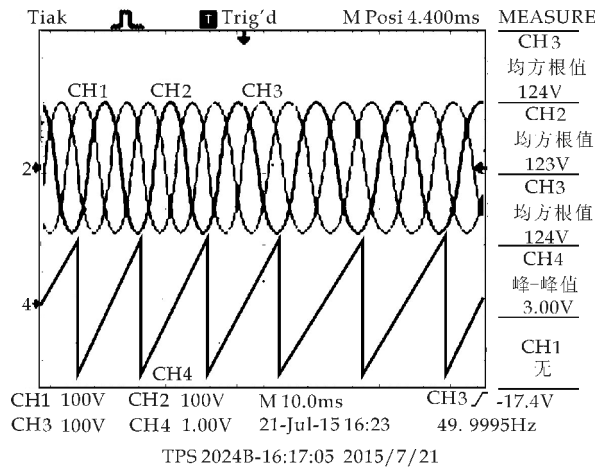 Tiak T Trig'd M Posi 4.400ms MEASURE
CH3
均方根值
124V
CH2
均方根值
123V
CH3
均方根值
124V
CH4
峰-峰值
3.00V
CH1
无
CH1 CH2 CH3
2
4
CH4
CH1 100V CH2 100V M 10.0ms CH3 -17.4V
CH3 100V CH4 1.00V 21-Jul-15 16:23 49.9995Hz
TPS 2024B-16:17:05 2015/7/21